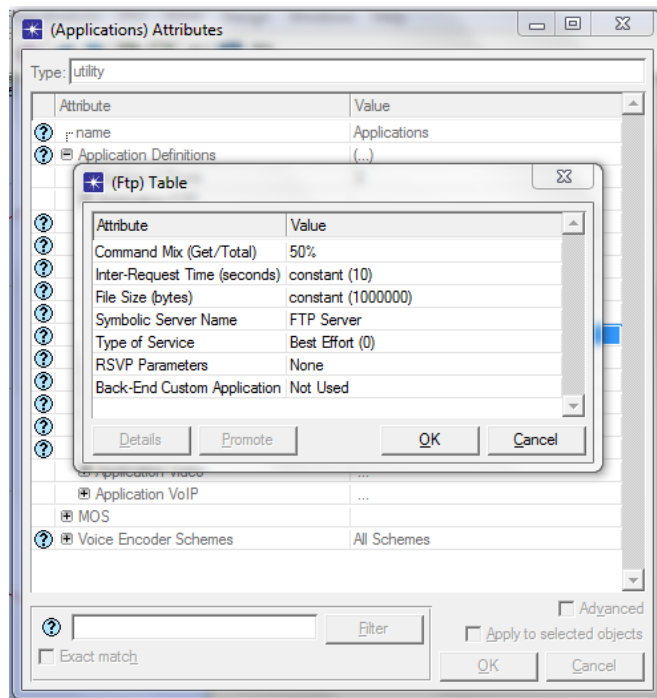 (Applications) Attributes
Type: utility
Attribute Value
name Applications
Application Definitions (...)
(Ftp) Table
Attribute Value
Command Mix (Get/Total) 50%
Inter-Request Time (seconds) constant (10)
File Size (bytes) constant (1000000)
Symbolic Server Name FTP Server
Type of Service Best Effort (0)
RSVP Parameters None
Back-End Custom Application Not Used
Details Promote OK Cancel
Application Video ...
Application VoIP ...
MOS
Voice Encoder Schemes All Schemes
Advanced
Filter Apply to selected objects
Exact match OK Cancel